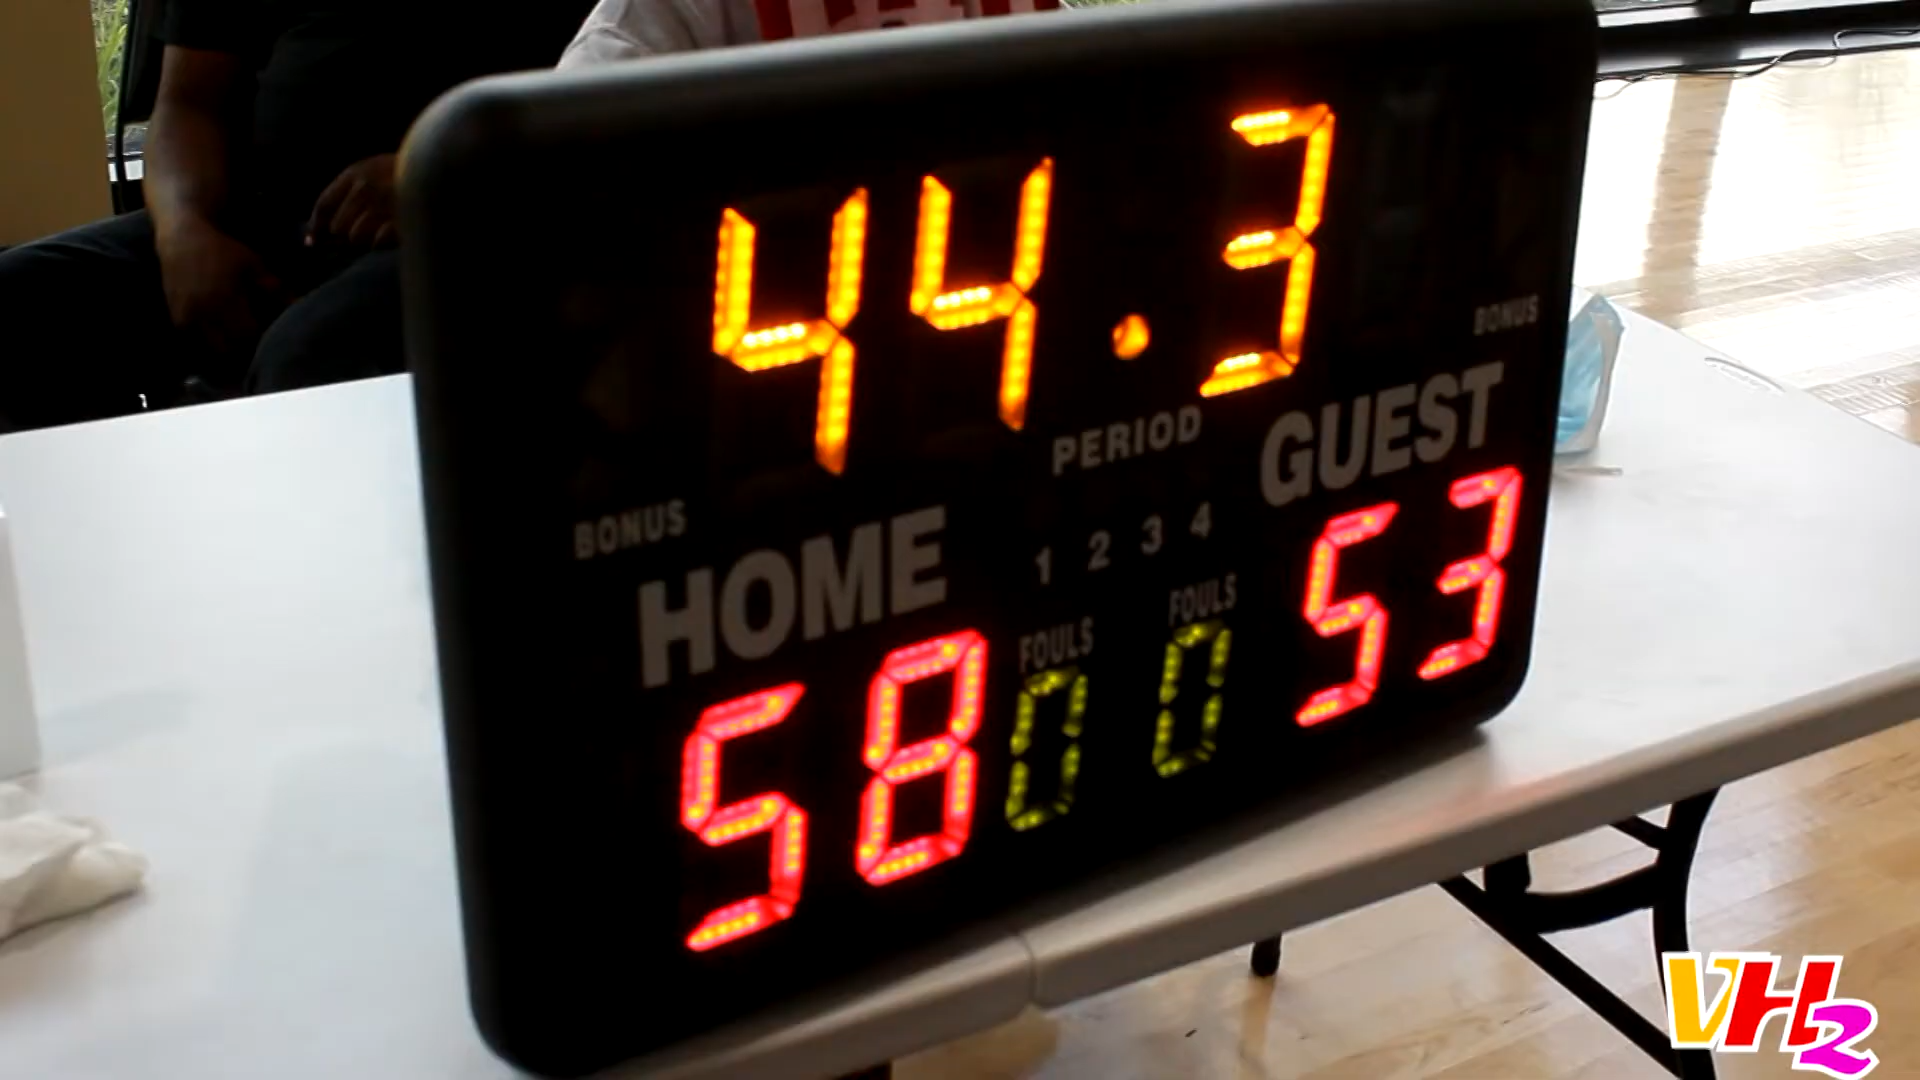 44.3
PERIOD
BONUS
BONUS
HOME
GUEST
1 2 3 4
FOULS
FOULS
58
0
0
53
VH2